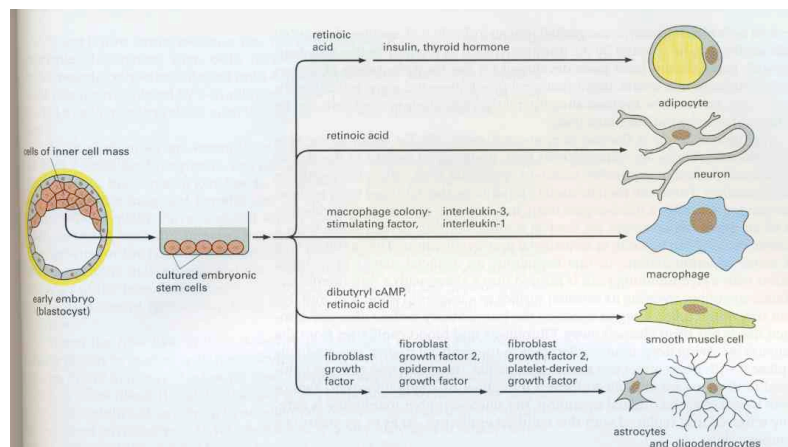 retinoic
acid
insulin, thyroid hormone
adipocyte
retinoic acid
neuron
cells of inner cell mass
macrophage colony-
stimulating factor,
interleukin-3,
interleukin-1
macrophage
cultured embryonic
stem cells
early embryo
(blastocyst)
dibutyryl cAMP,
retinoic acid
smooth muscle cell
fibroblast
growth
factor
fibroblast
growth factor 2,
epidermal
growth factor
fibroblast
growth factor 2,
platelet-derived
growth factor
astrocytes
and oligodendrocytes